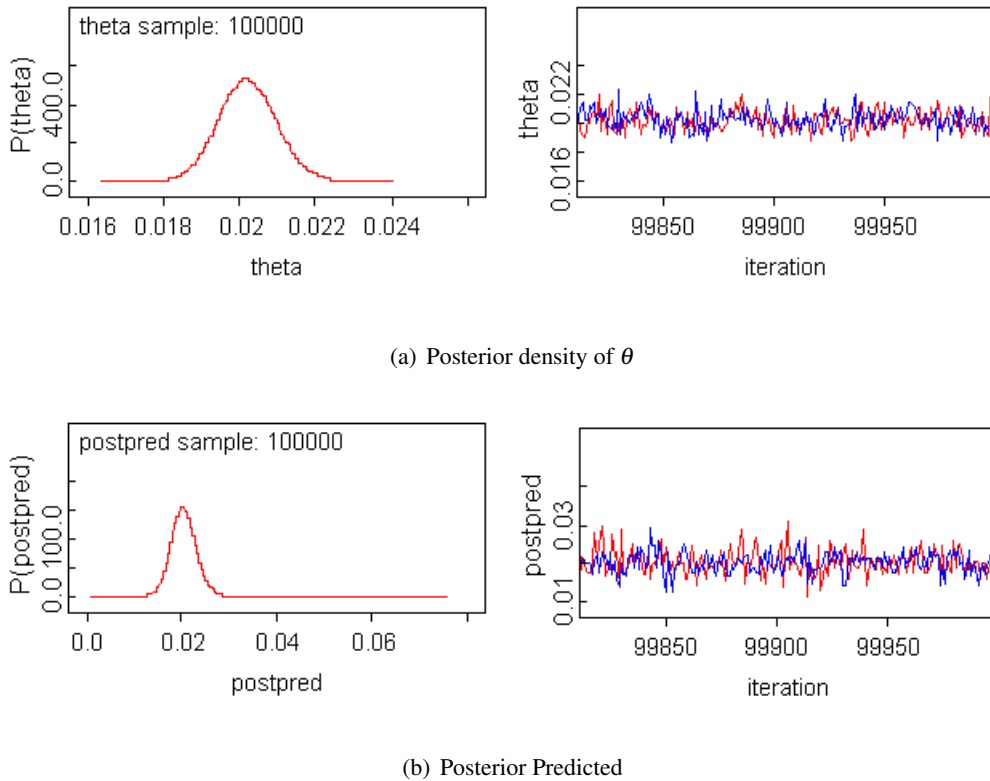 theta sample: 100000
P(theta)
0.0 400.0
0.016 0.018 0.02 0.022 0.024
theta
theta
0.016 0.022
99850 99900 99950
iteration
(a) Posterior density of θ
postpred sample: 100000
P(postpred)
0.0 100.0
0.0 0.02 0.04 0.06
postpred
postpred
0.01 0.03
99850 99900 99950
iteration
(b) Posterior Predicted